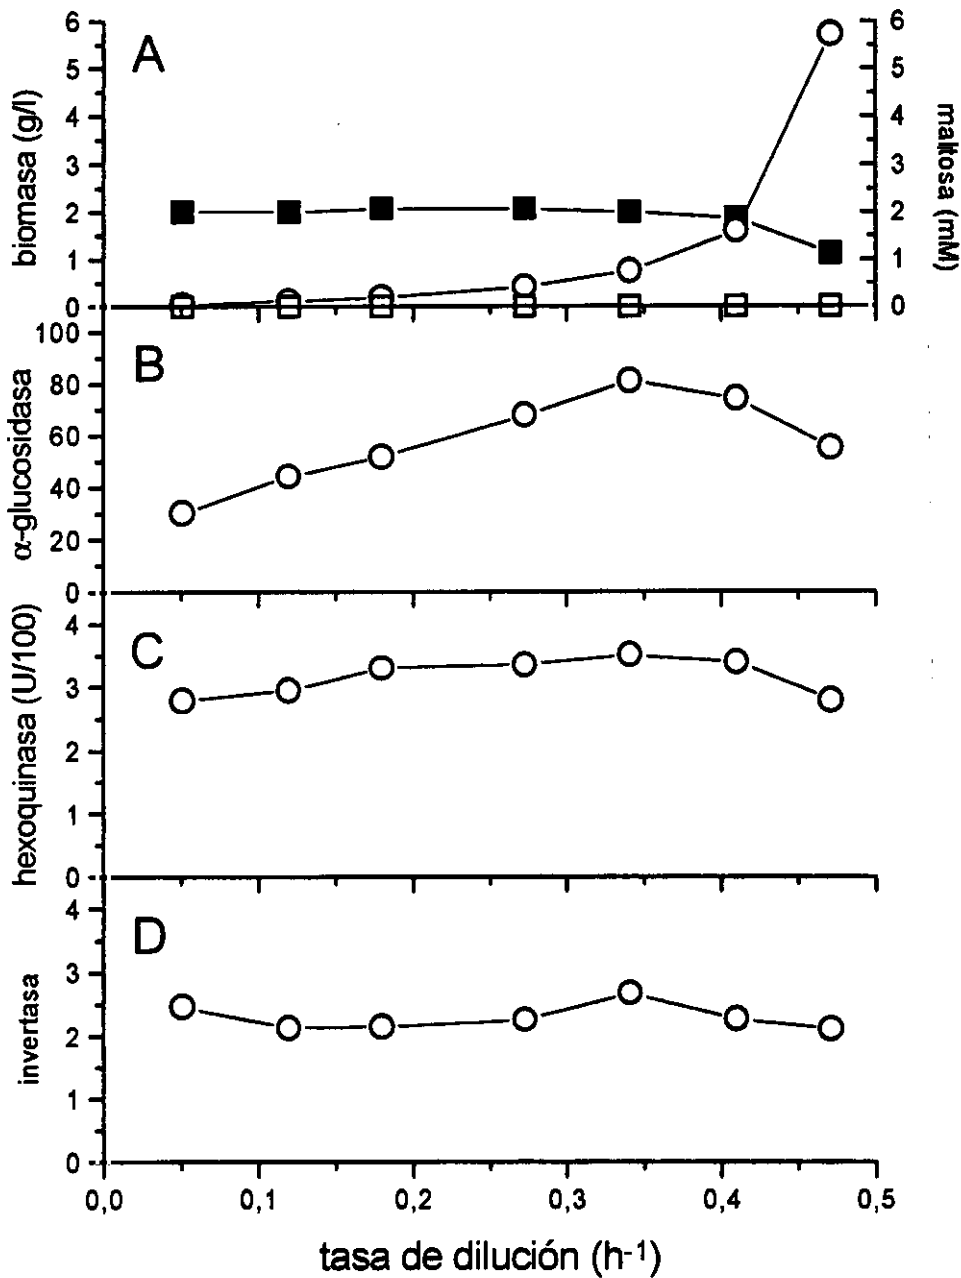 A
biomasa (g/l)
6
5
4
3
2
1
0
maltosa (mM)
6
5
4
3
2
1
0
B
α-glucosidasa
100
80
60
40
20
0
C
hexoquinasa (U/100)
4
3
2
1
0
D
invertasa
4
3
2
1
0
0,0 0,1 0,2 0,3 0,4 0,5
tasa de dilución (h-1)